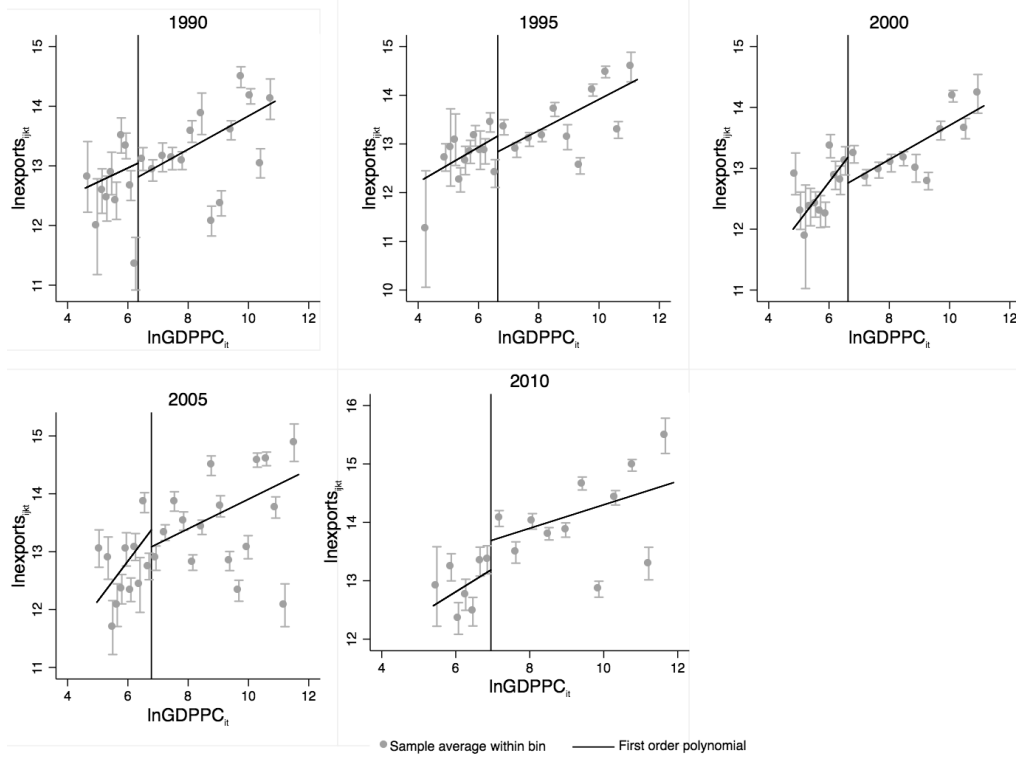 1990
15
14
13
12
11
lnexports_ijkt
4 6 8 10 12
lnGDPPC_it
1995
15
14
13
12
11
10
lnexports_ijkt
4 6 8 10 12
lnGDPPC_it
2000
15
14
13
12
11
lnexports_ijkt
4 6 8 10 12
lnGDPPC_it
2005
15
14
13
12
11
lnexports_ijkt
4 6 8 10 12
lnGDPPC_it
2010
16
15
14
13
12
lnexports_ijkt
4 6 8 10 12
lnGDPPC_it
Sample average within bin First order polynomial